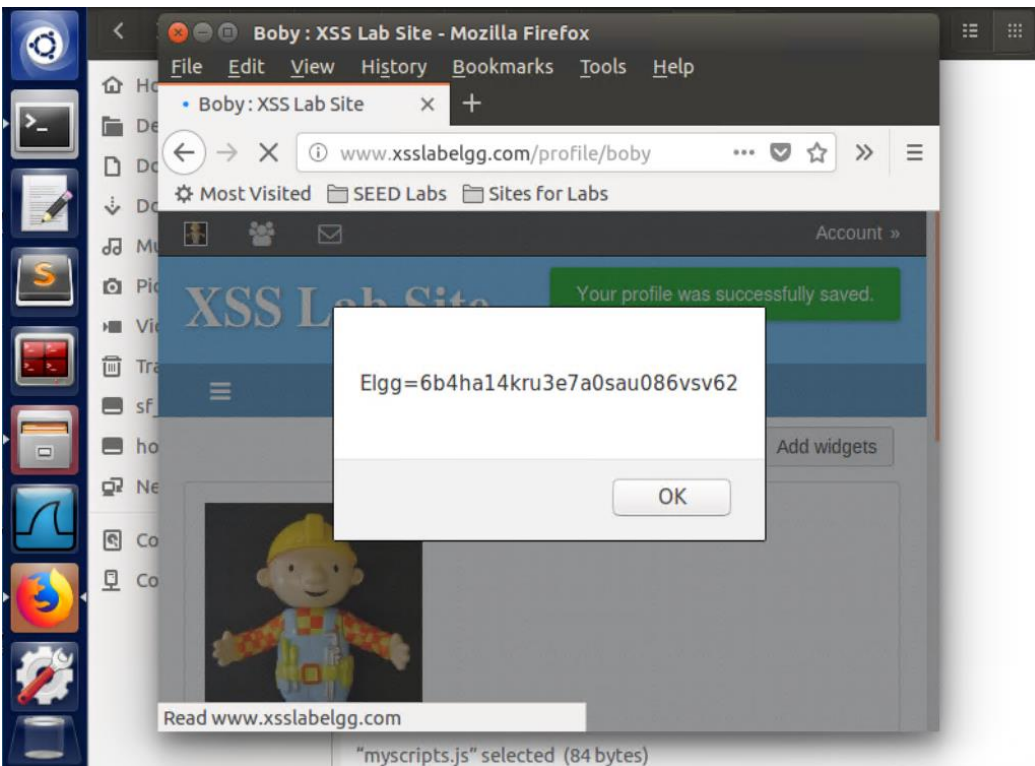 Boby : XSS Lab Site - Mozilla Firefox
File Edit View History Bookmarks Tools Help
Boby : XSS Lab Site
www.xsslabelgg.com/profile/boby
Most Visited SEED Labs Sites for Labs
Account »
XSS Lab Site
Your profile was successfully saved.
Elgg=6b4ha14kru3e7a0sau086vsv62
Add widgets
OK
Read www.xsslabelgg.com
"myscripts.js" selected (84 bytes)